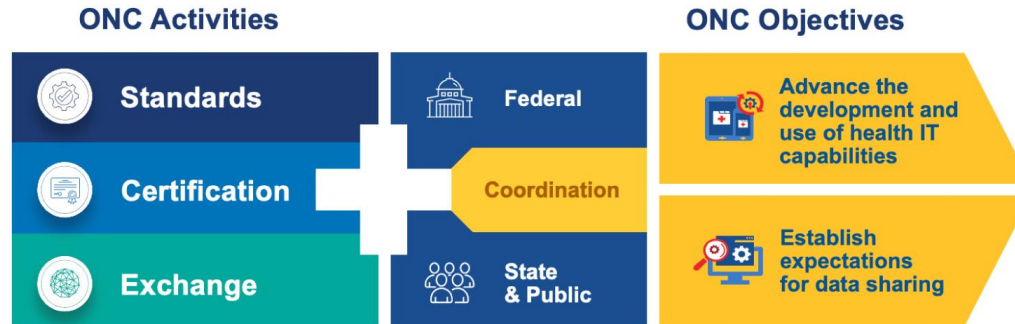 ONC Activities
ONC Objectives
Standards
Certification
Exchange
Federal
Coordination
State
& Public
Advance the
development and
use of health IT
capabilities
Establish
expectations
for data sharing